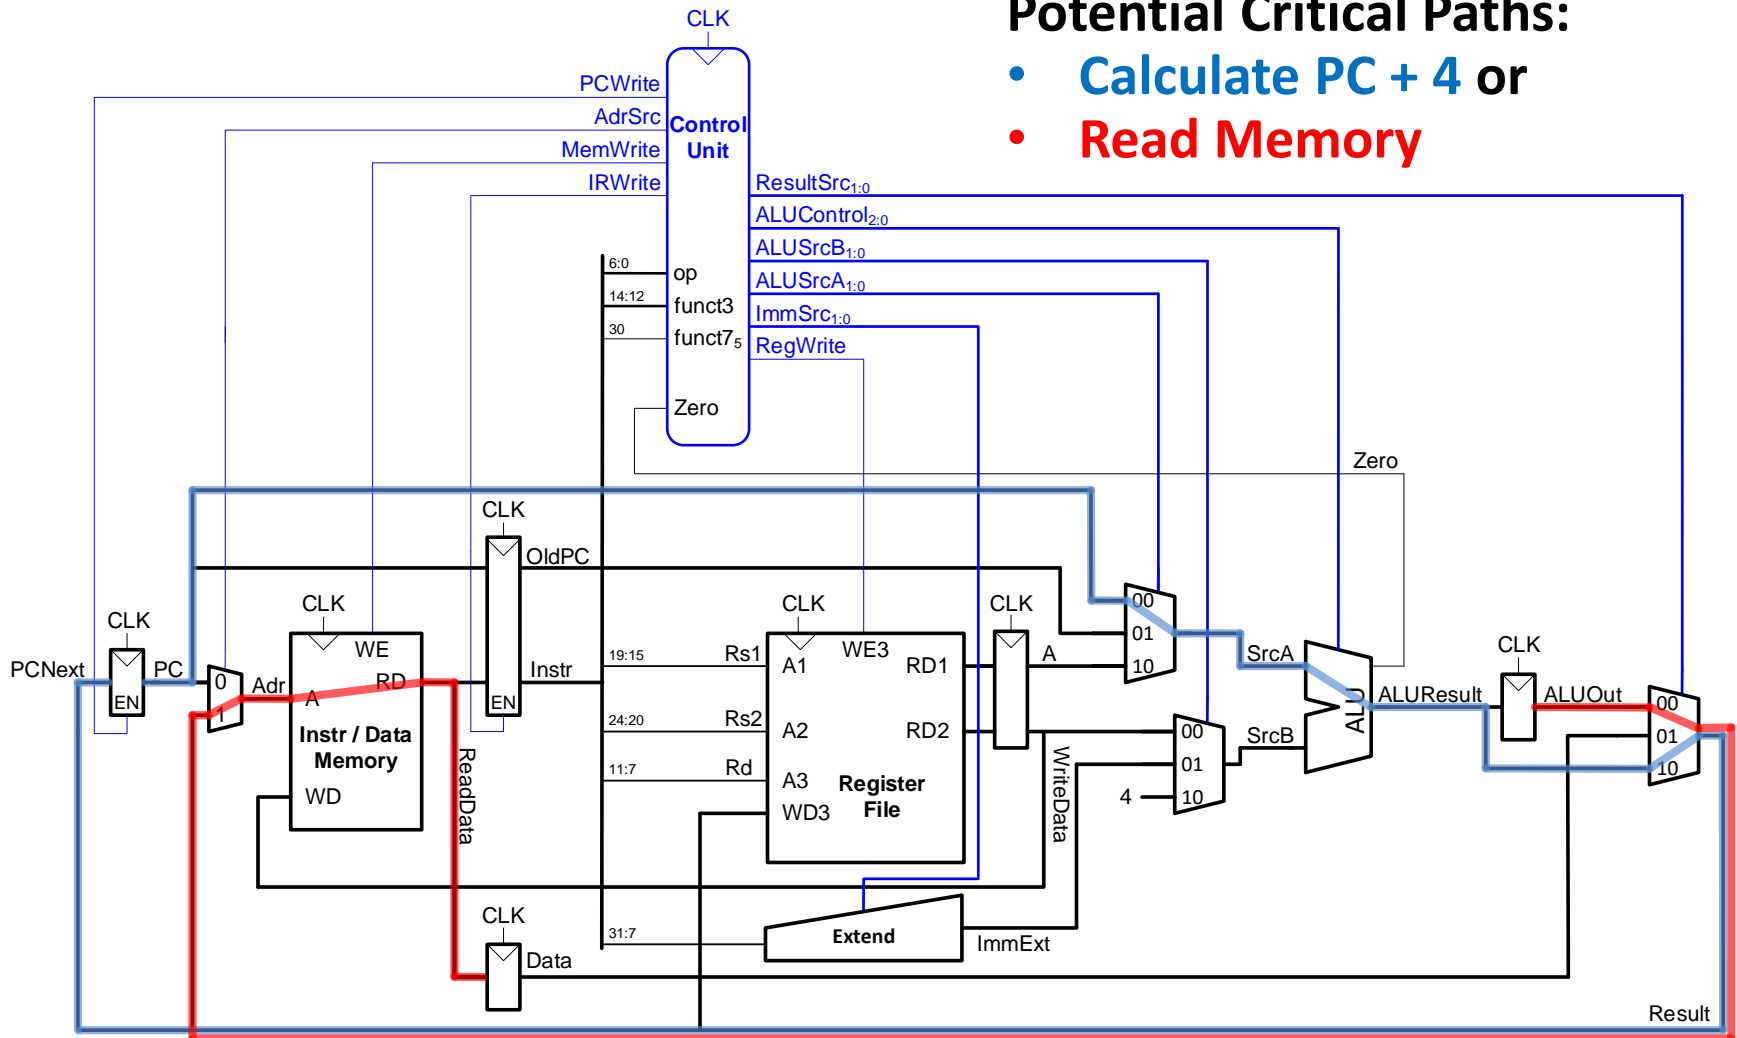 Potential Critical Paths:
• Calculate PC + 4 or
• Read Memory
CLK
PCWrite
AdrSrc
MemWrite
IRWrite
Control
Unit
ResultSrc1:0
ALUControl2:0
ALUSrcB1:0
ALUSrcA1:0
ImmSrc1:0
RegWrite
6:0
op
14:12
funct3
30
funct75
Zero
Zero
CLK
OldPC
CLK
CLK
CLK
CLK
CLK
PCNext
PC
EN
0
1
Adr
WE
A
RD
Instr / Data
Memory
WD
ReadData
EN
Instr
19:15
Rs1
A1
WE3
RD1
A
24:20
Rs2
A2
RD2
11:7
Rd
A3
WD3
Register
File
WriteData
00
01
10
SrcA
00
01
4
10
SrcB
ALU
ALUResult
ALUOut
00
01
10
CLK
Data
31:7
Extend
ImmExt
Result